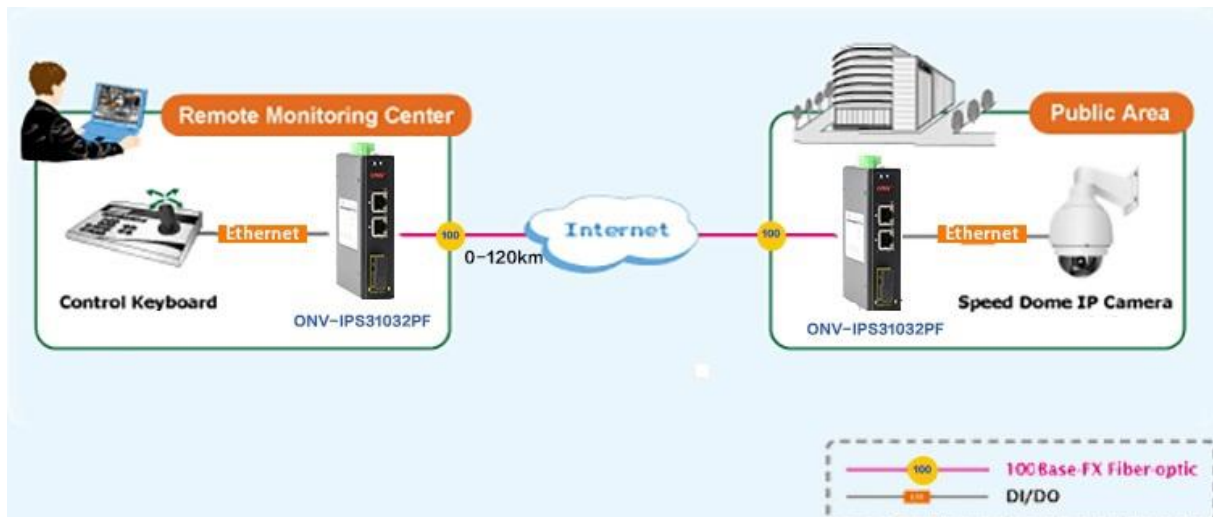 Remote Monitoring Center
Public Area
Ethernet
100
0-120km
Internet
100
Ethernet
Control Keyboard
ONV-IPS31032PF
ONV-IPS31032PF
Speed Dome IP Camera
100
100Base-FX Fiber-optic
DI/DO